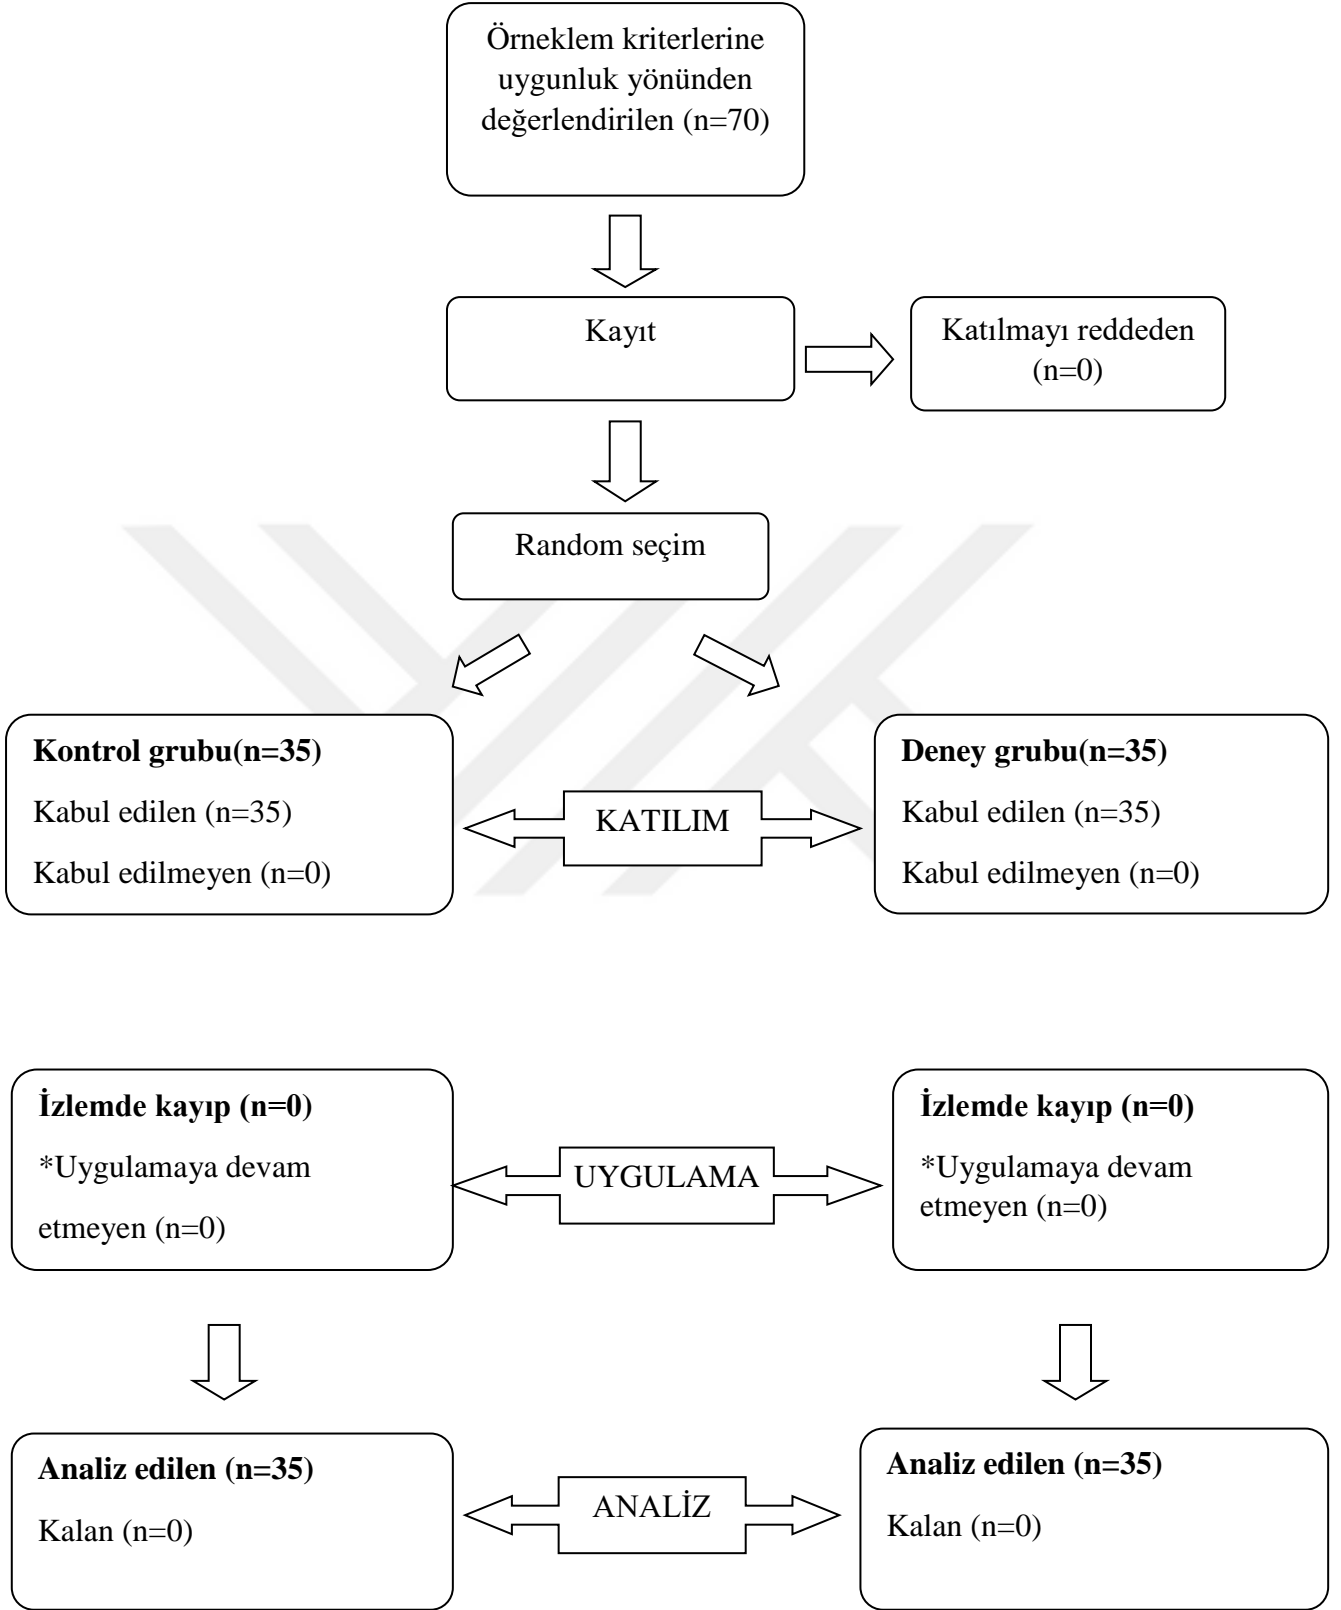 Örneklem kriterlerine
uygunluk yönünden
değerlendirilen (n=70)
Kayıt
Katılmayı reddeden
(n=0)
Random seçim
Kontrol grubu(n=35)
Kabul edilen (n=35)
Kabul edilmeyen (n=0)
KATILIM
Deney grubu(n=35)
Kabul edilen (n=35)
Kabul edilmeyen (n=0)
İzlemde kayıp (n=0)
*Uygulamaya devam
etmeyen (n=0)
UYGULAMA
İzlemde kayıp (n=0)
*Uygulamaya devam
etmeyen (n=0)
Analiz edilen (n=35)
Kalan (n=0)
ANALİZ
Analiz edilen (n=35)
Kalan (n=0)